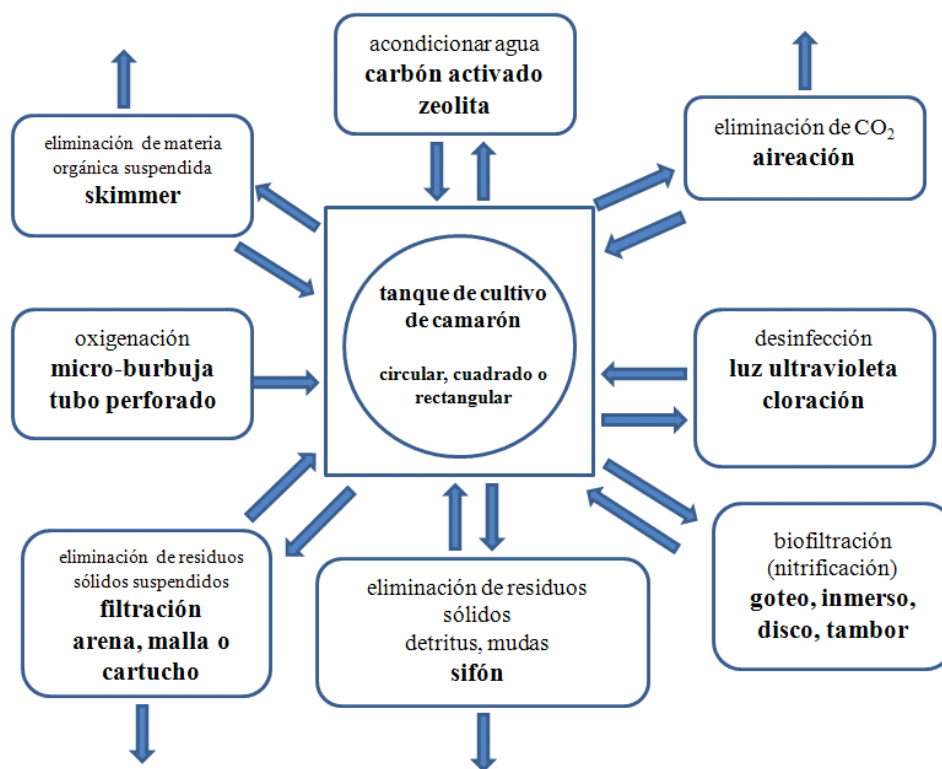 acondicionar agua
carbón activado
zeolita
eliminación de materia
orgánica suspendida
skimmer
eliminación de CO₂
aireación
tanque de cultivo
de camarón
circular, cuadrado o
rectangular
oxigenación
micro-burbuja
tubo perforado
desinfección
luz ultravioleta
cloración
eliminación de residuos
sólidos suspendidos
filtración
arena, malla o
cartucho
eliminación de residuos
sólidos
detritus, mudas
sifón
biofiltración
(nitrificación)
goteo, inmerso,
disco, tambor